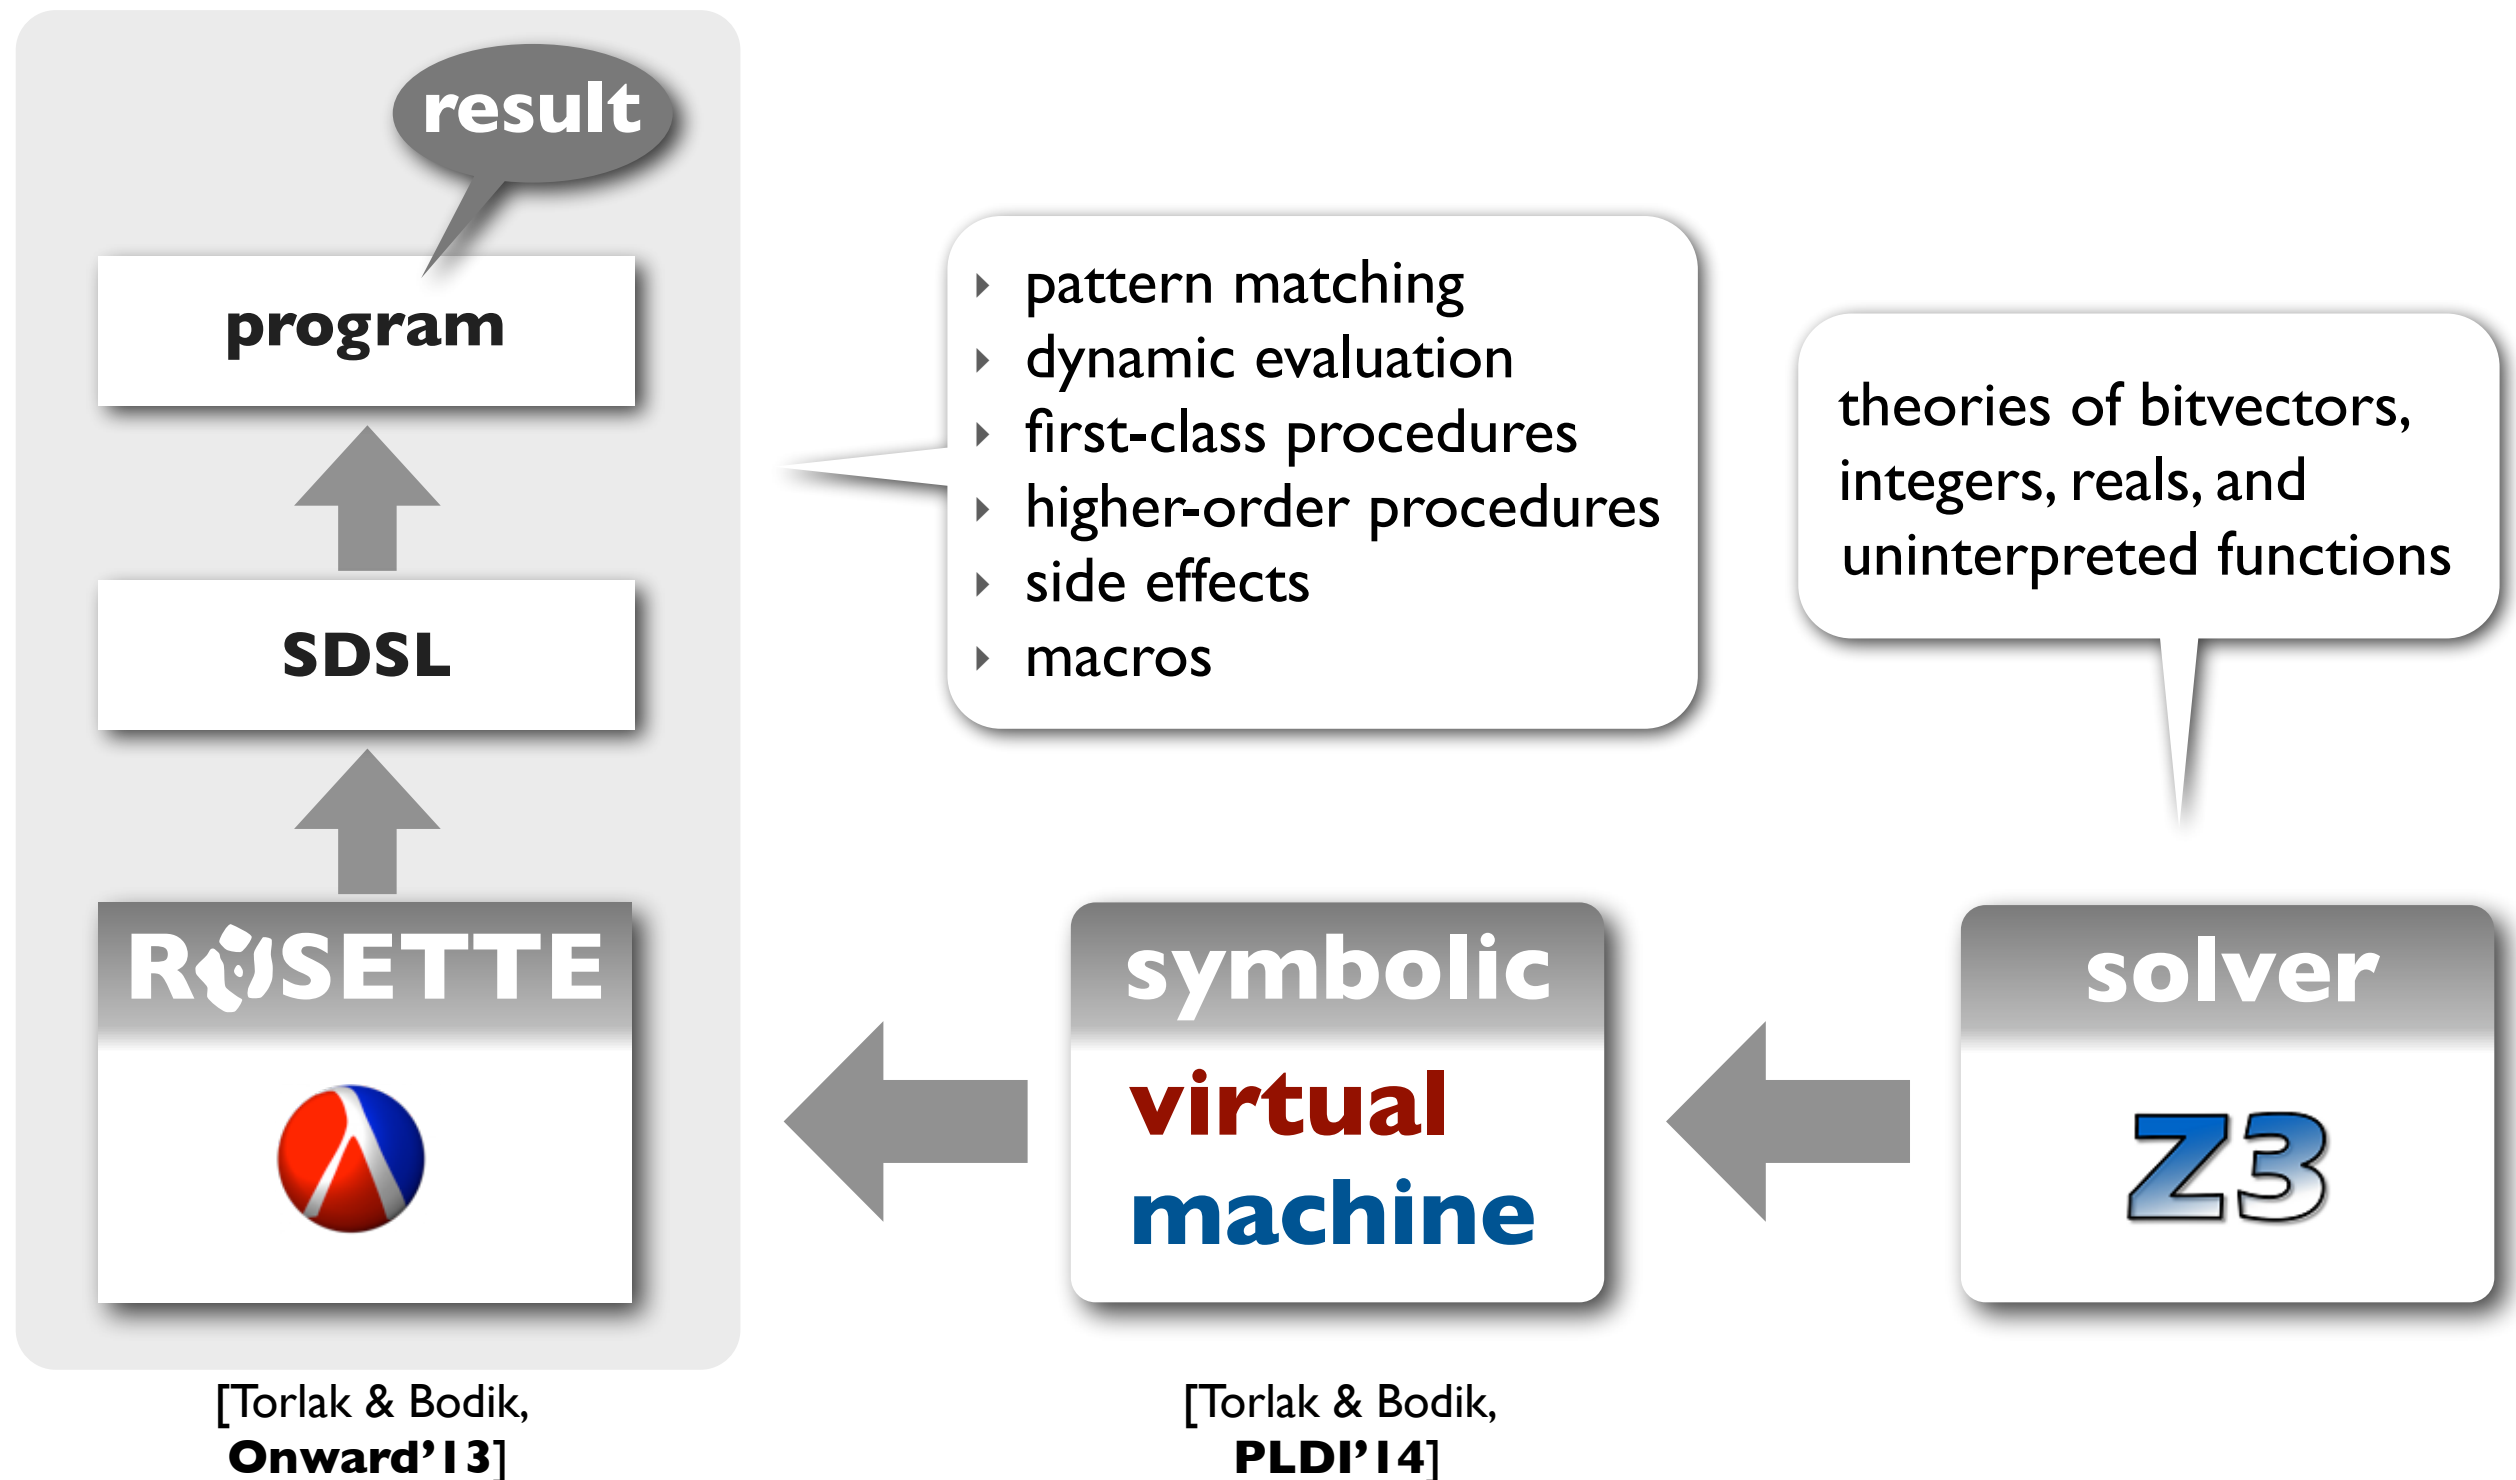 result
program
SDSL
ROSETTE
[Torlak & Bodik,
Onward’13]
pattern matching
dynamic evaluation
first-class procedures
higher-order procedures
side effects
macros
symbolic
virtual
machine
[Torlak & Bodik,
PLDI’14]
theories of bitvectors,
integers, reals, and
uninterpreted functions
solver
Z3